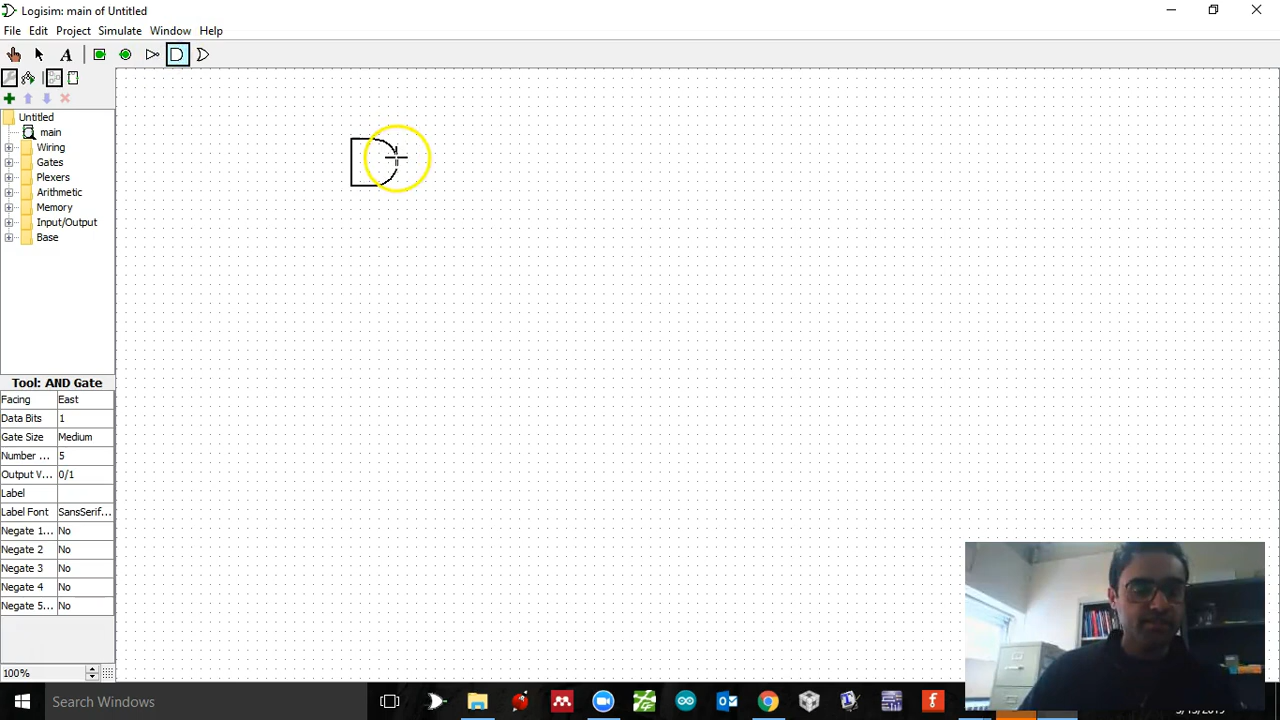 Logisim: main of Untitled
File Edit Project Simulate Window Help
A
Untitled
main
Wiring
Gates
Plexers
Arithmetic
Memory
Input/Output
Base
Tool: AND Gate
Facing East
Data Bits 1
Gate Size Medium
Number ... 5
Output V... 0/1
Label
Label Font SansSerif...
Negate 1... No
Negate 2 No
Negate 3 No
Negate 4 No
Negate 5... No
100%
Search Windows